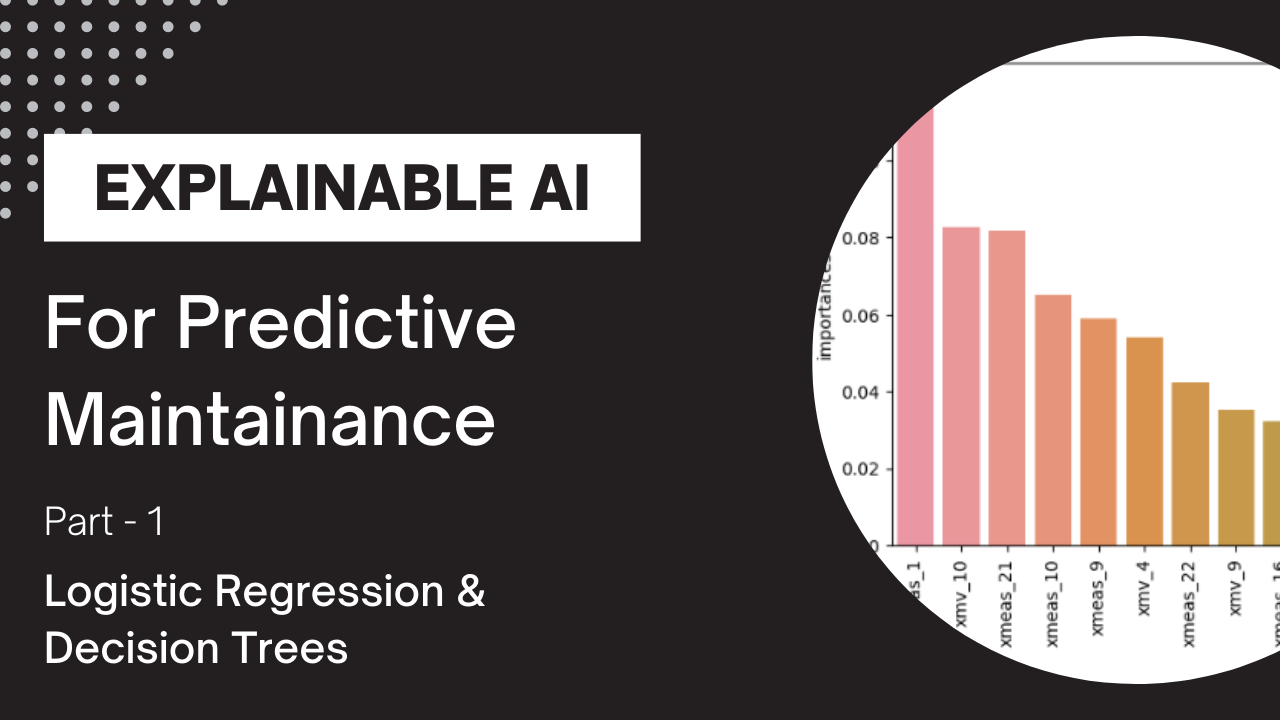 EXPLAINABLE AI
For Predictive
Maintainance
Part - 1
Logistic Regression &
Decision Trees
importances
0.08
0.06
0.04
0.02
xmv_10
xmeas_21
xmeas_10
xmeas_9
xmv_4
xmeas_22
xmv_9